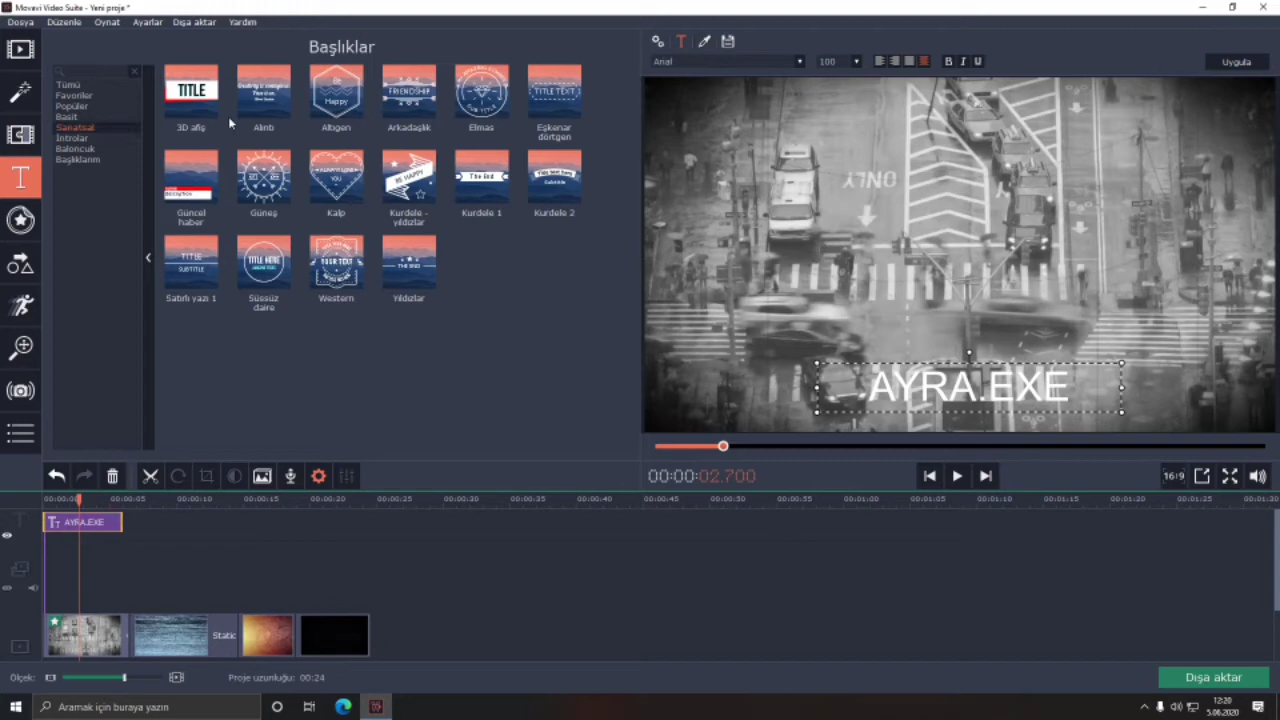 Movavi Video Suite - Yeni proje *
Dosya Düzenle Oynat Ayarlar Dışa aktar Yardım
Başlıklar
Tümü
Favoriler
Popüler
Basit
Sanatsal
İntrolar
Baloncuk
Başlıklarım
TITLE
Happy
FRIENDSHIP
TITLE TEXT
3D afiş
Alıntı
Altıgen
Arkadaşlık
Elmas
Eşkenar dörtgen
BE HAPPY
The End
Subtitle
Güncel haber
Güneş
Kalp
Kurdele - yıldızlar
Kurdele 1
Kurdele 2
TITLE
SUBTITLE
TITLE HERE
YOUR TEXT
THE END
Satırlı yazı 1
Süssüz daire
Western
Yıldızlar
Arial 100 B I U Uygula
ONLY
AYRA.EXE
00:00:02.700
16:9
00:00:00 00:00:05 00:00:10 00:00:15 00:00:20 00:00:25 00:00:30 00:00:35 00:00:40 00:00:45 00:00:50 00:00:55 00:01:00 00:01:05 00:01:10 00:01:15 00:01:20 00:01:25 00:01:30
AYRA.EXE
Static
Ölçek: Proje uzunluğu: 00:24
Dışa aktar
Aramak için buraya yazın
12:20
5.06.2020